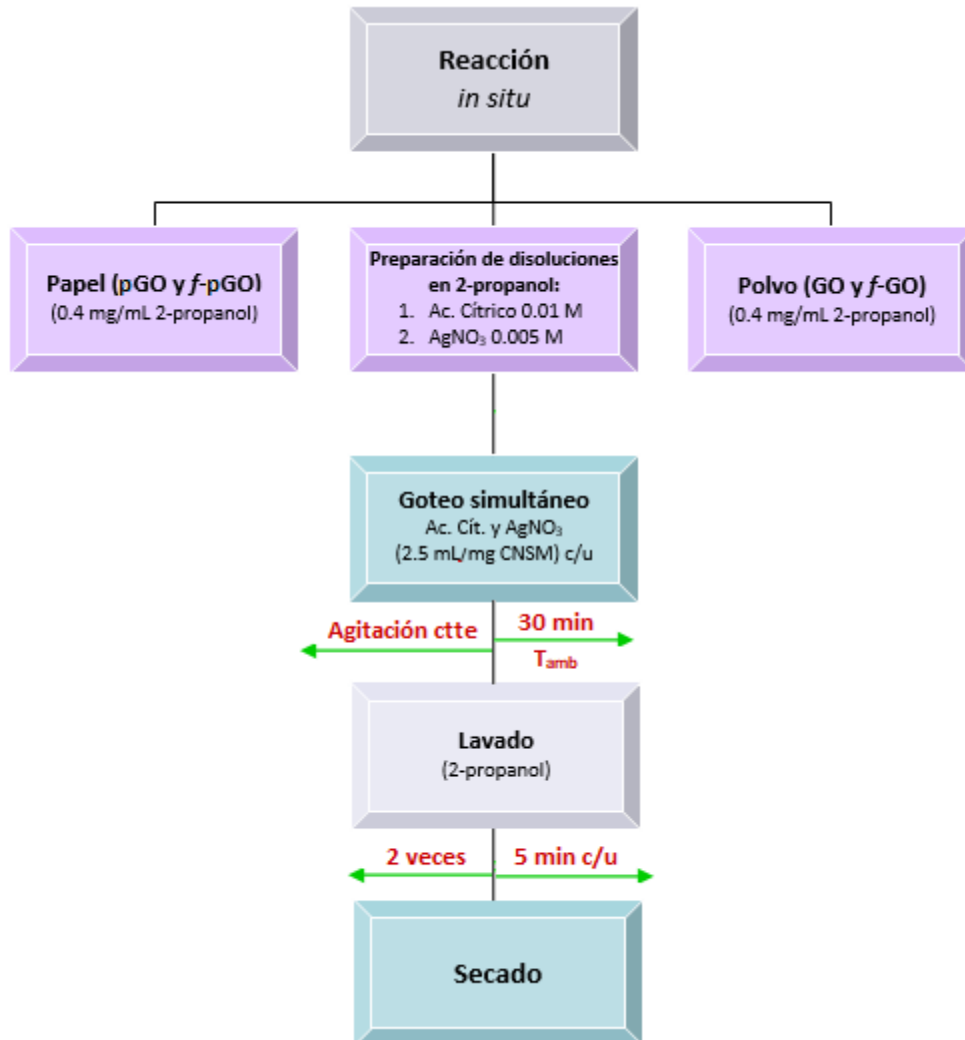 Reacción
in situ
Papel (pGO y f-pGO)
(0.4 mg/mL 2-propanol)
Preparación de disoluciones
en 2-propanol:
1. Ac. Cítrico 0.01 M
2. AgNO₃ 0.005 M
Polvo (GO y f-GO)
(0.4 mg/mL 2-propanol)
Goteo simultáneo
Ac. Cít. y AgNO₃
(2.5 mL/mg CNSM) c/u
Agitación ctte
30 min
Tₐₘb
Lavado
(2-propanol)
2 veces
5 min c/u
Secado